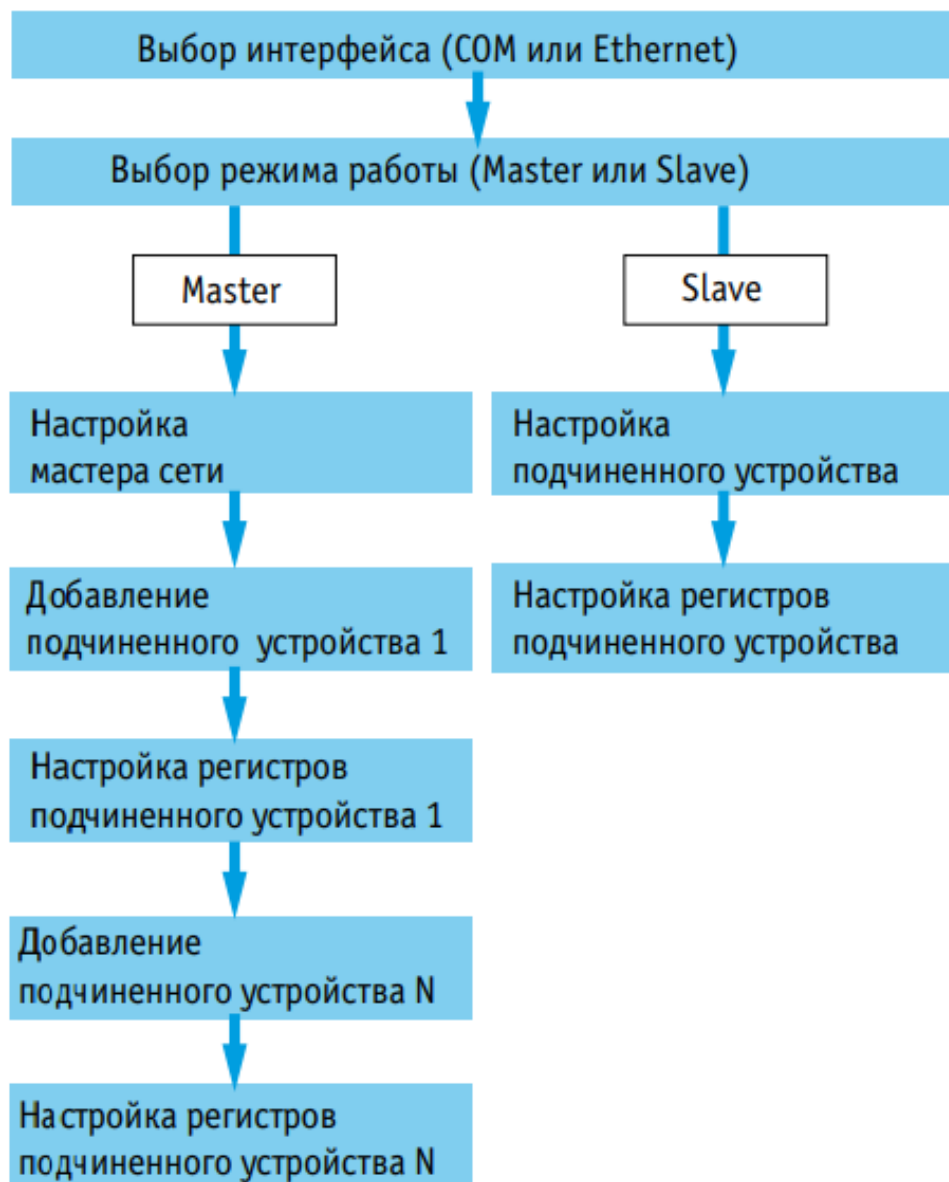 Выбор интерфейса (COM или Ethernet)
Выбор режима работы (Master или Slave)
Master
Настройка
мастера сети
Добавление
подчиненного устройства 1
Настройка регистров
подчиненного устройства 1
Добавление
подчиненного устройства N
Настройка регистров
подчиненного устройства N
Slave
Настройка
подчиненного устройства
Настройка регистров
подчиненного устройства